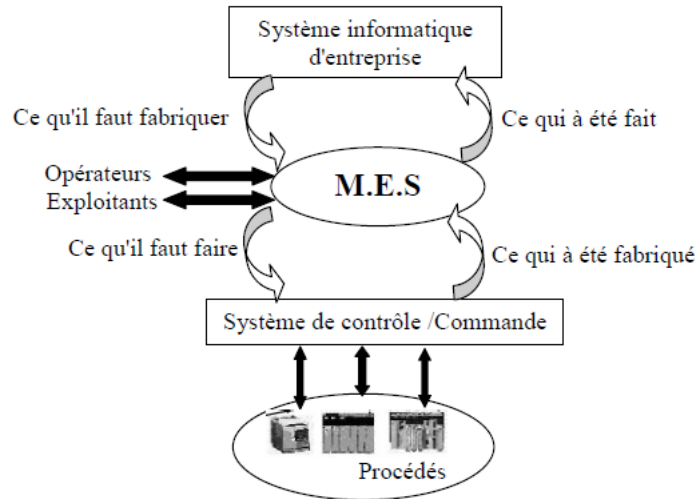 Système informatique
d'entreprise
Ce qu'il faut fabriquer
Ce qui à été fait
Opérateurs
Exploitants
M.E.S
Ce qu'il faut faire
Ce qui à été fabriqué
Système de contrôle /Commande
Procédés